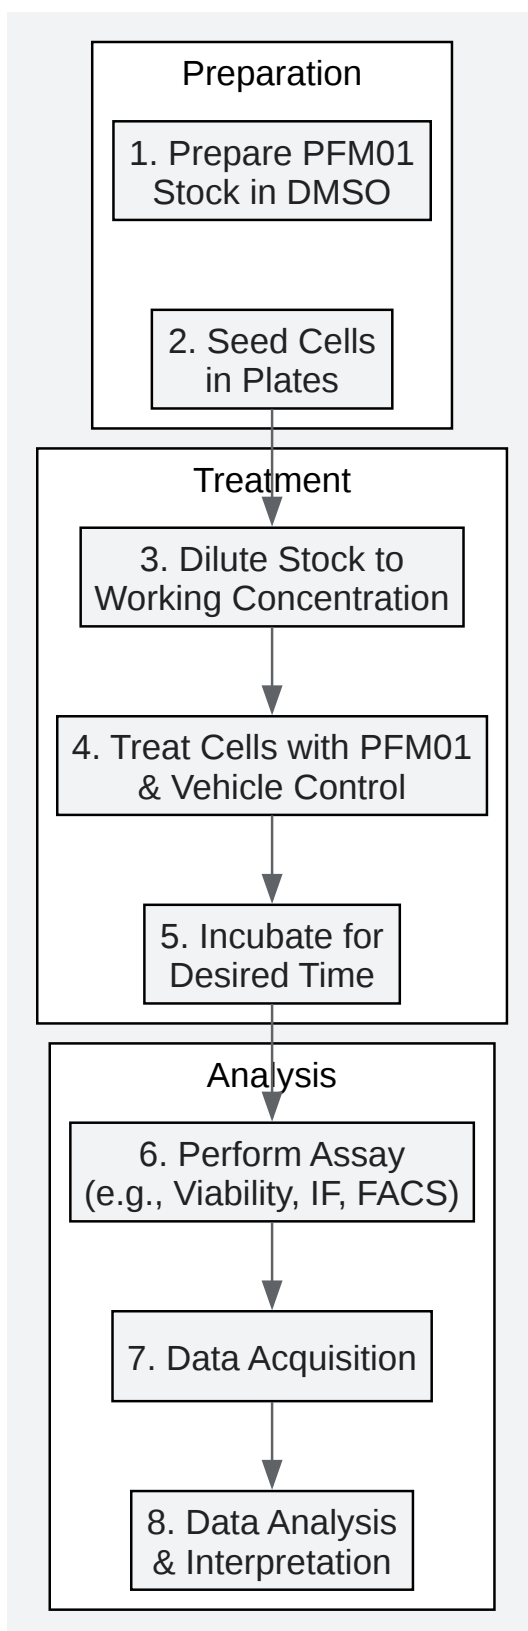 Preparation
1. Prepare PFM01
Stock in DMSO
2. Seed Cells
in Plates
Treatment
3. Dilute Stock to
Working Concentration
4. Treat Cells with PFM01
& Vehicle Control
5. Incubate for
Desired Time
Analysis
6. Perform Assay
(e.g., Viability, IF, FACS)
7. Data Acquisition
8. Data Analysis
& Interpretation